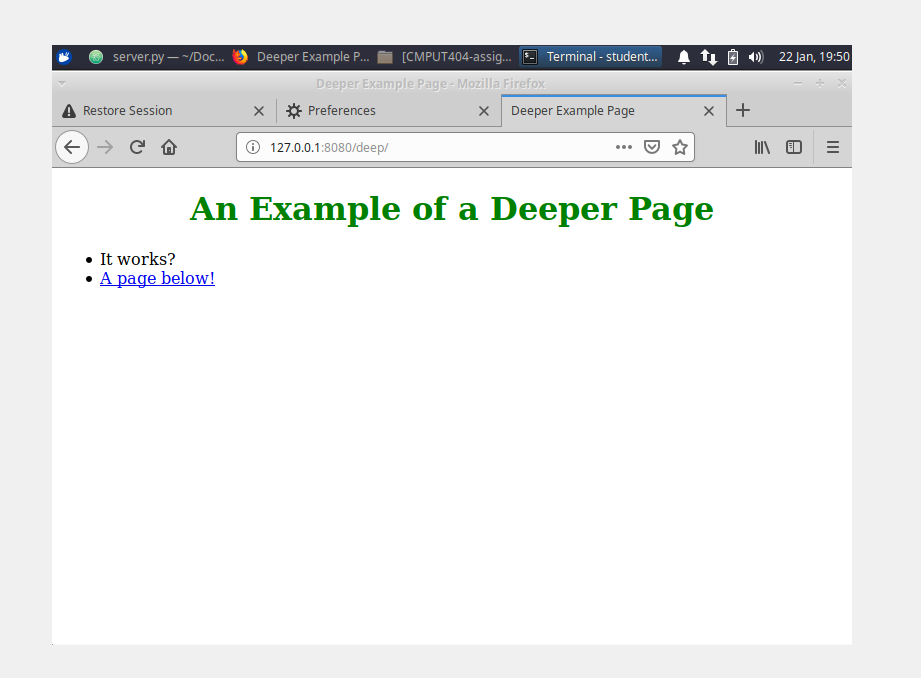 server.py — ~/Doc... Deeper Example P... [CMPUT404-assig... Terminal - student... 22 Jan, 19:50
Deeper Example Page - Mozilla Firefox
Restore Session Preferences Deeper Example Page
127.0.0.1:8080/deep/
An Example of a Deeper Page
It works?
A page below!